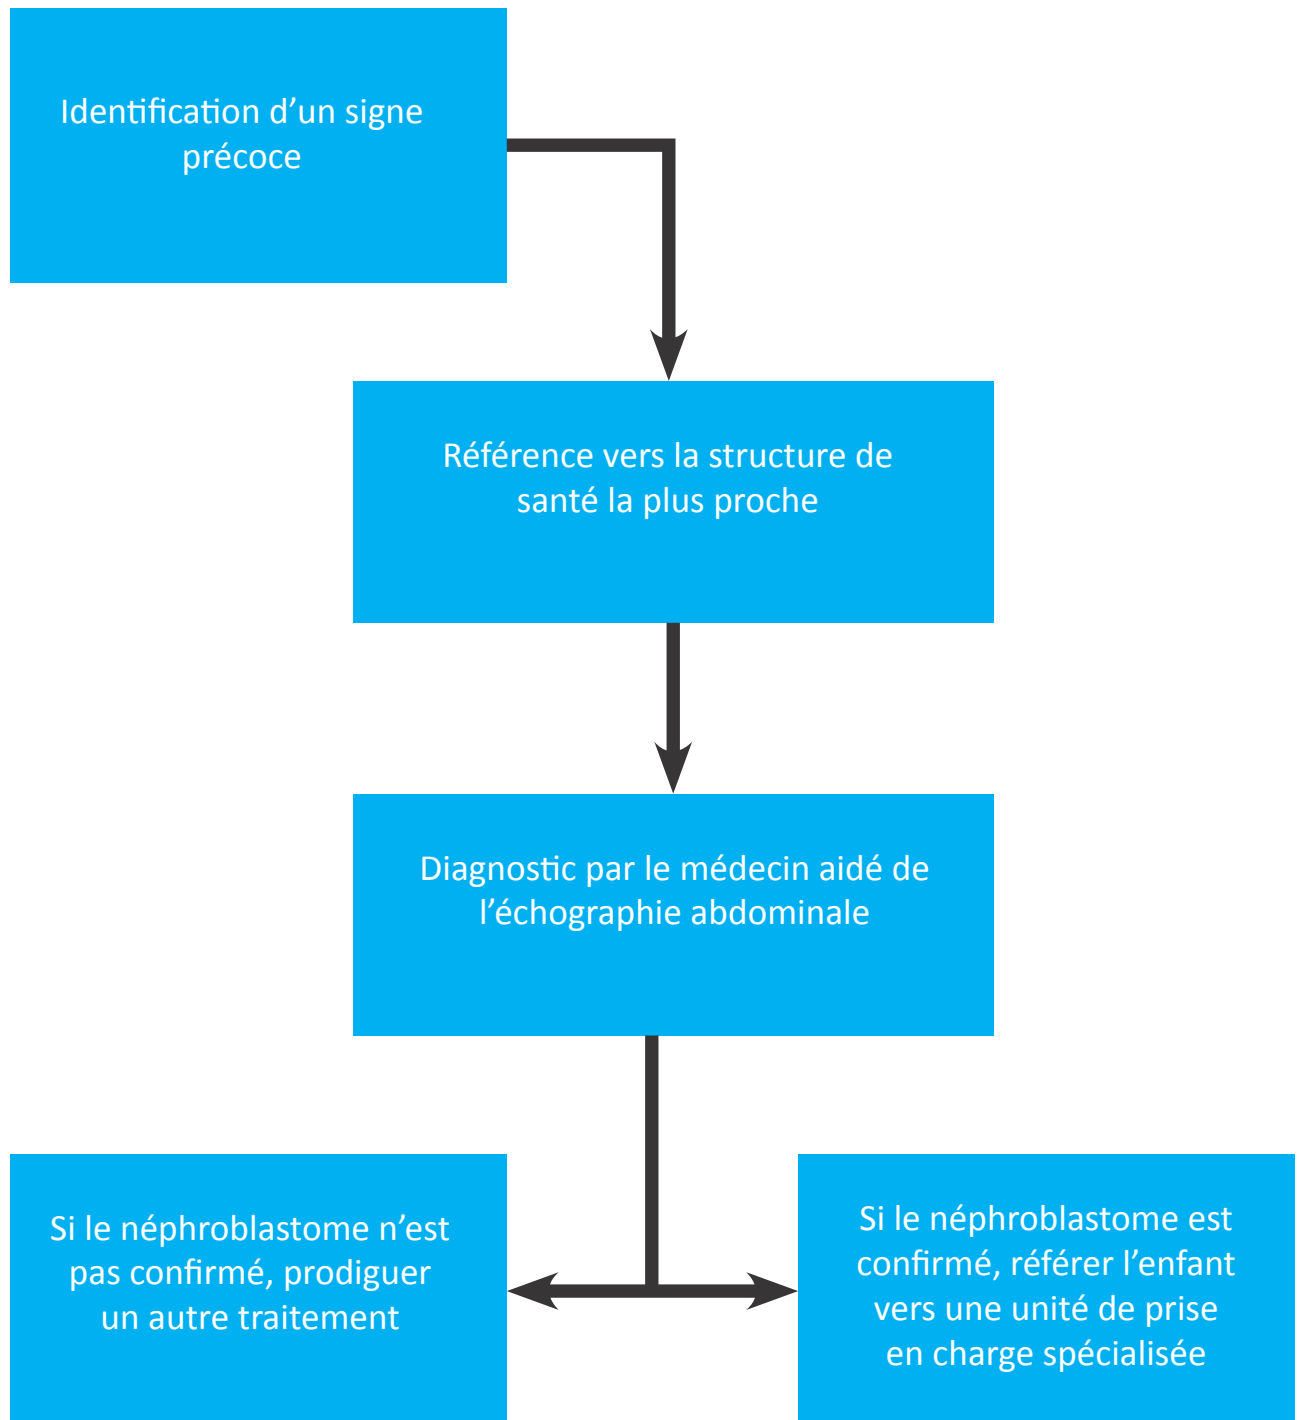 Identification d’un signe
précoce
Référence vers la structure de
santé la plus proche
Diagnostic par le médecin aidé de
l’échographie abdominale
Si le néphroblastome n’est
pas confirmé, prodiguer
un autre traitement
Si le néphroblastome est
confirmé, référer l’enfant
vers une unité de prise
en charge spécialisée